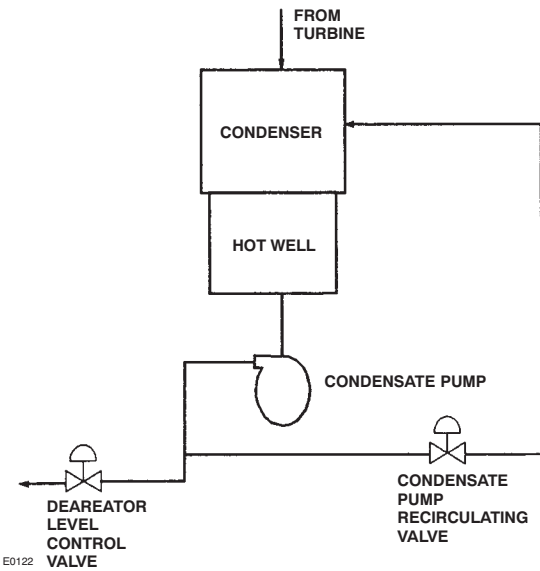 FROM
TURBINE
CONDENSER
HOT WELL
CONDENSATE PUMP
DEAREATOR
LEVEL
CONTROL
VALVE
CONDENSATE
PUMP
RECIRCULATING
VALVE
E0122